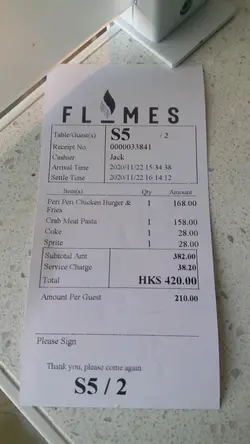 FLAMES
Table/Guest(s) S5 / 2
Receipt No. 0000033841
Cashier Jack
Arrival Time 2020/11/22 15:34:38
Settle Time 2020/11/22 16:14:12
Item(s) Qty Amount
Peri Peri Chicken Burger & 1 168.00
Fries
Crab Meat Pasta 1 158.00
Coke 1 28.00
Sprite 1 28.00
Subtotal Amt 382.00
Service Charge 38.20
Total HK$ 420.00
Amount Per Guest 210.00
Please Sign
Thank you, please come again
S5 / 2